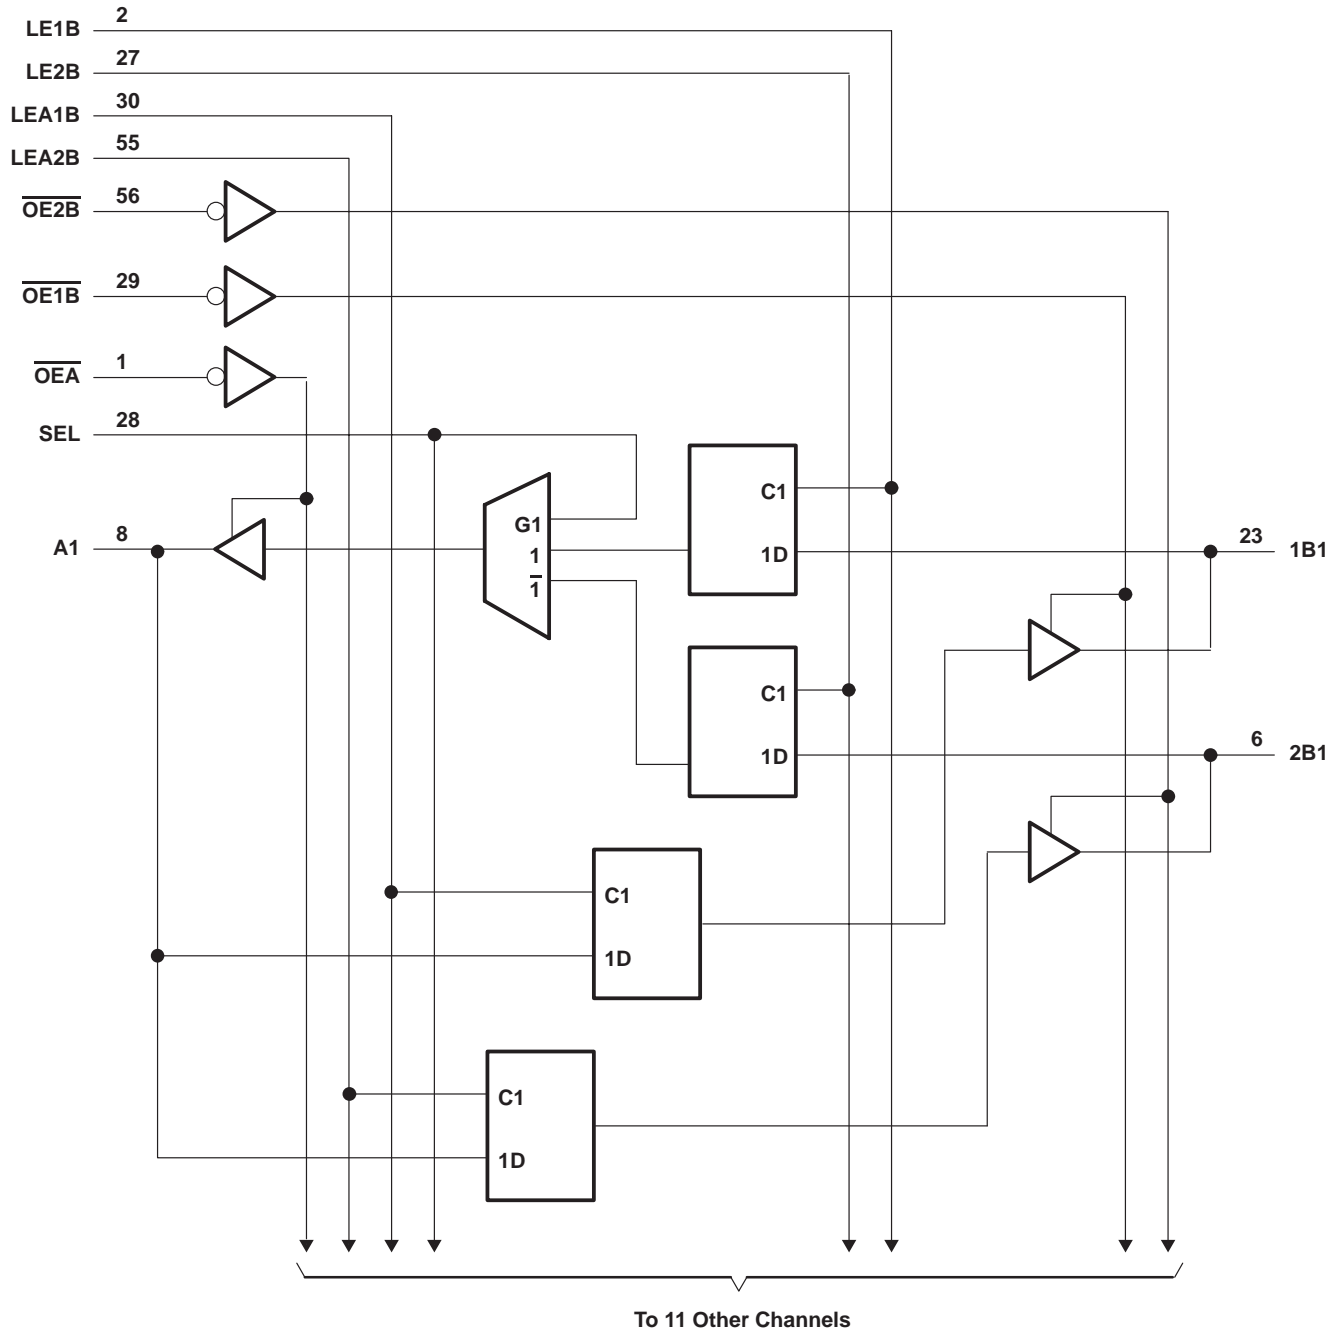 LE1B 2
LE2B 27
LEA1B 30
LEA2B 55
OE2B 56
OE1B 29
OEA 1
SEL 28
C1
G1
A1 8
1
1D
23 1B1
1
C1
1D
6 2B1
C1
1D
C1
1D
To 11 Other Channels